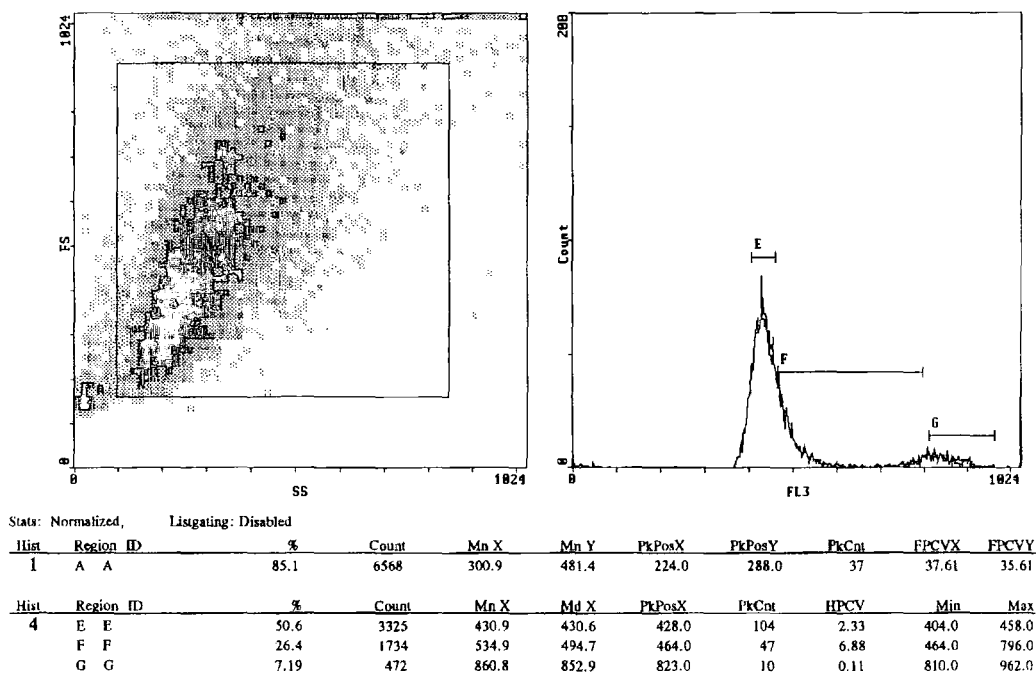 1024
FS
0
A
0
SS
1024
200
Count
0
E
F
G
0
FL3
1024
Stats: Normalized, Listgating: Disabled
Hist Region ID % Count Mn X Mn Y PkPosX PkPosY PkCnt FPCVX FPCVY
1 A A 85.1 6568 300.9 481.4 224.0 288.0 37 37.61 35.61
Hist Region ID % Count Mn X Md X PkPosX PkCnt HPCV Min Max
4 E E 50.6 3325 430.9 430.6 428.0 104 2.33 404.0 458.0
F F 26.4 1734 534.9 494.7 464.0 47 6.88 464.0 796.0
G G 7.19 472 860.8 852.9 823.0 10 0.11 810.0 962.0